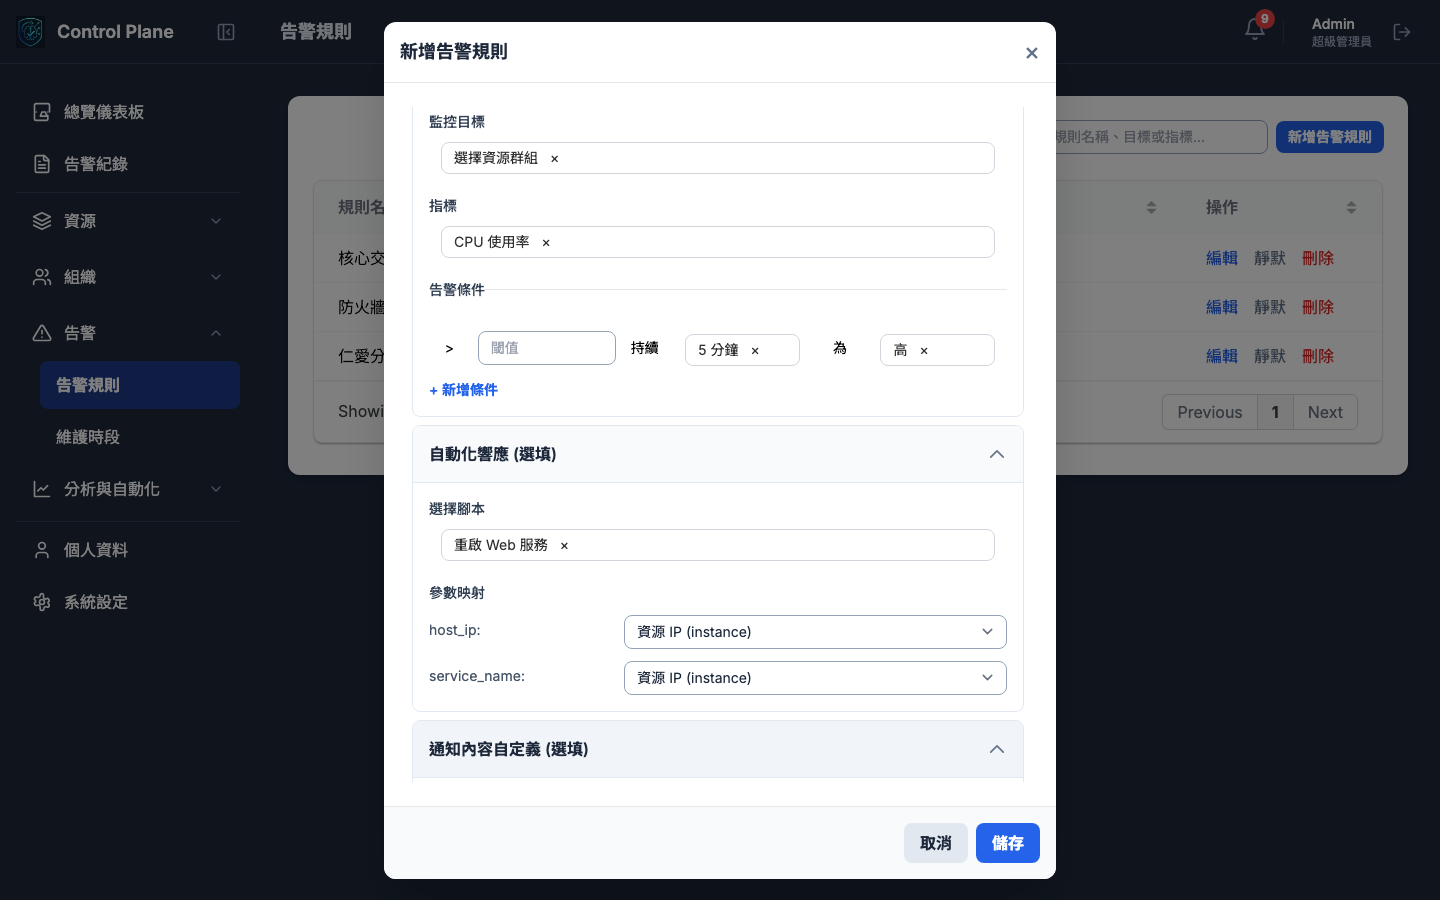 Control Plane
告警規則
9
Admin
超級管理員
總覽儀表板
告警紀錄
資源
組織
告警
告警規則
維護時段
分析與自動化
個人資料
系統設定
規則名稱、目標或指標...
新增告警規則
規則名
操作
核心交
編輯 靜默 刪除
防火牆
編輯 靜默 刪除
仁愛分
編輯 靜默 刪除
Showi
Previous 1 Next
新增告警規則
×
監控目標
選擇資源群組 ×
指標
CPU 使用率 ×
告警條件
> 閾值 持續 5 分鐘 × 為 高 ×
+ 新增條件
自動化響應 (選填)
選擇腳本
重啟 Web 服務 ×
參數映射
host_ip: 資源 IP (instance)
service_name: 資源 IP (instance)
通知內容自定義 (選填)
取消 儲存